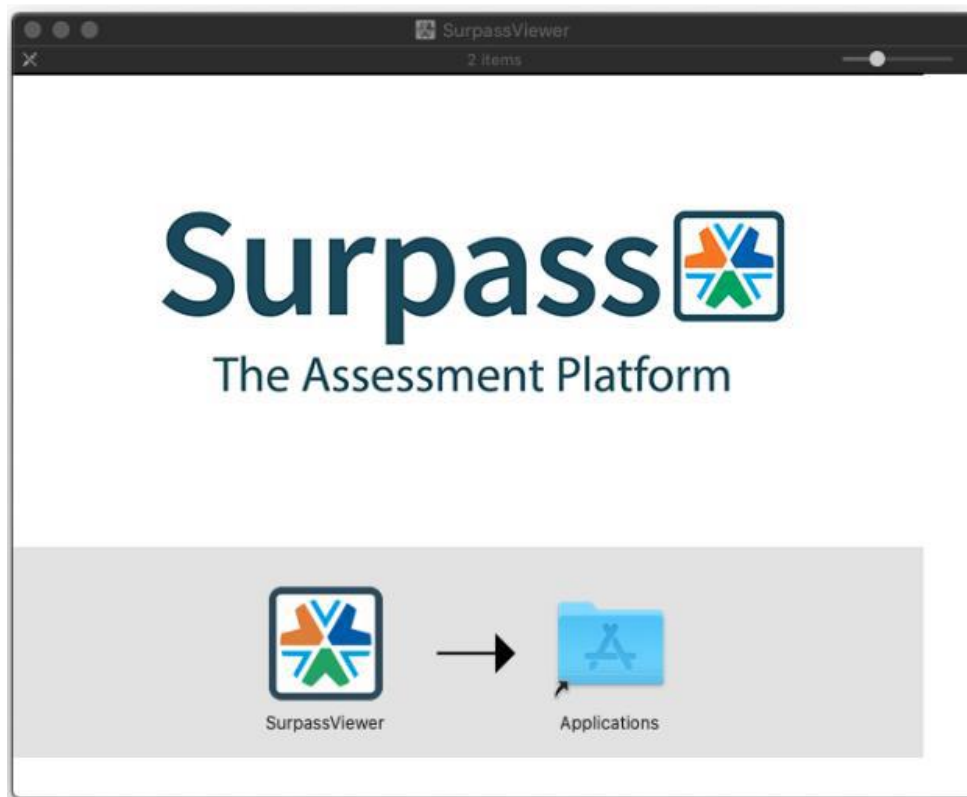 SurpassViewer
2 items
Surpass
The Assessment Platform
SurpassViewer
Applications